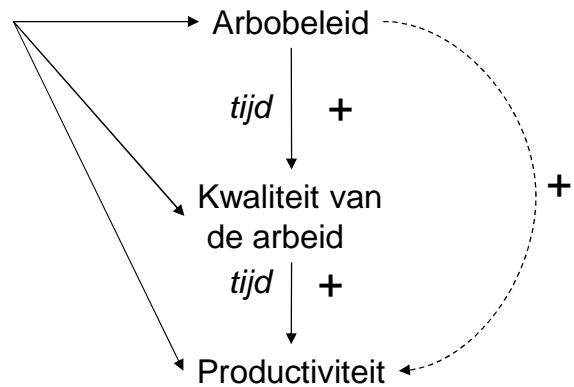 Arbobeleid
tijd +
+
Kwaliteit van
de arbeid
tijd +
Productiviteit